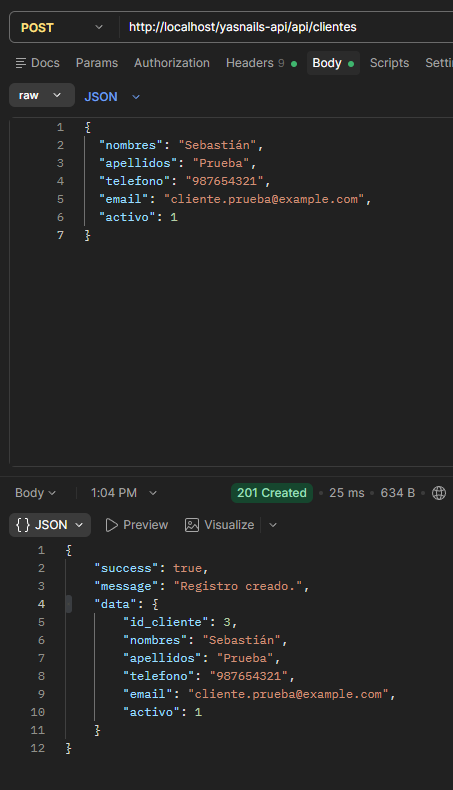 POST http://localhost/yasnails-api/api/clientes
Docs Params Authorization Headers 9 Body Scripts
raw JSON
1 {
2 "nombres": "Sebastián",
3 "apellidos": "Prueba",
4 "telefono": "987654321",
5 "email": "cliente.prueba@example.com",
6 "activo": 1
7 }
Body 1:04 PM 201 Created 25 ms 634 B
{} JSON Preview Visualize
1 {
2 "success": true,
3 "message": "Registro creado.",
4 "data": {
5 "id_cliente": 3,
6 "nombres": "Sebastián",
7 "apellidos": "Prueba",
8 "telefono": "987654321",
9 "email": "cliente.prueba@example.com",
10 "activo": 1
11 }
12 }